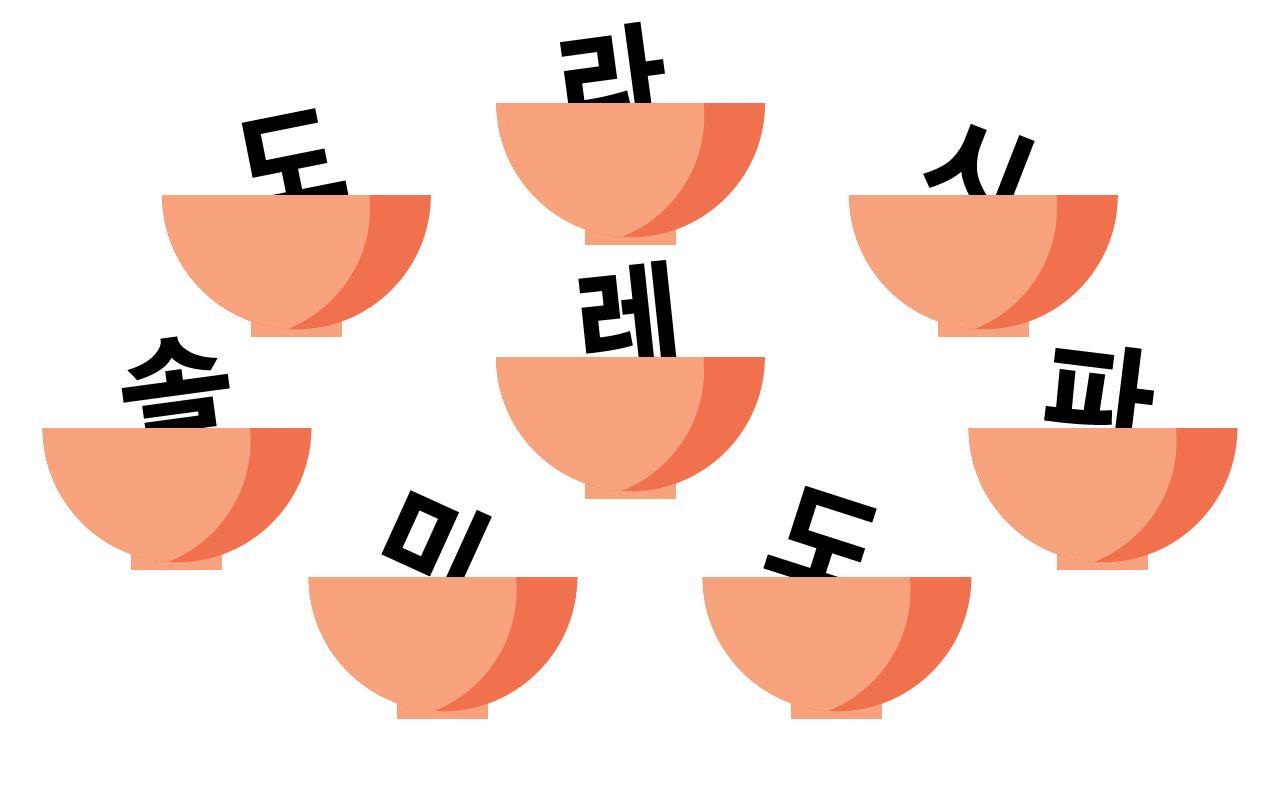 도 라 시
솔 레 파
미 도